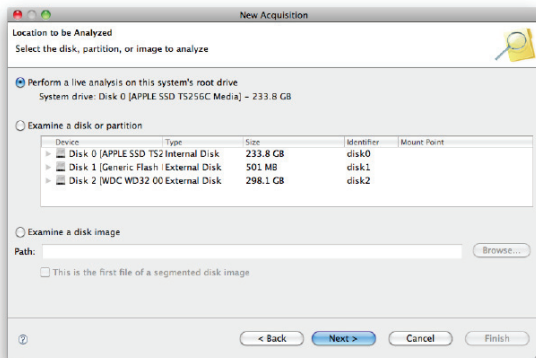 New Acquisition
Location to be Analyzed
Select the disk, partition, or image to analyze
Perform a live analysis on this system's root drive
System drive: Disk 0 [APPLE SSD TS256C Media] - 233.8 GB
Examine a disk or partition
Device Type Size Identifier Mount Point
Disk 0 [APPLE SSD TS2 Internal Disk 233.8 GB disk0
Disk 1 [Generic Flash External Disk 501 MB disk1
Disk 2 [WDC WD32 00 External Disk 298.1 GB disk2
Examine a disk image
Path: Browse...
This is the first file of a segmented disk image
? < Back Next > Cancel Finish